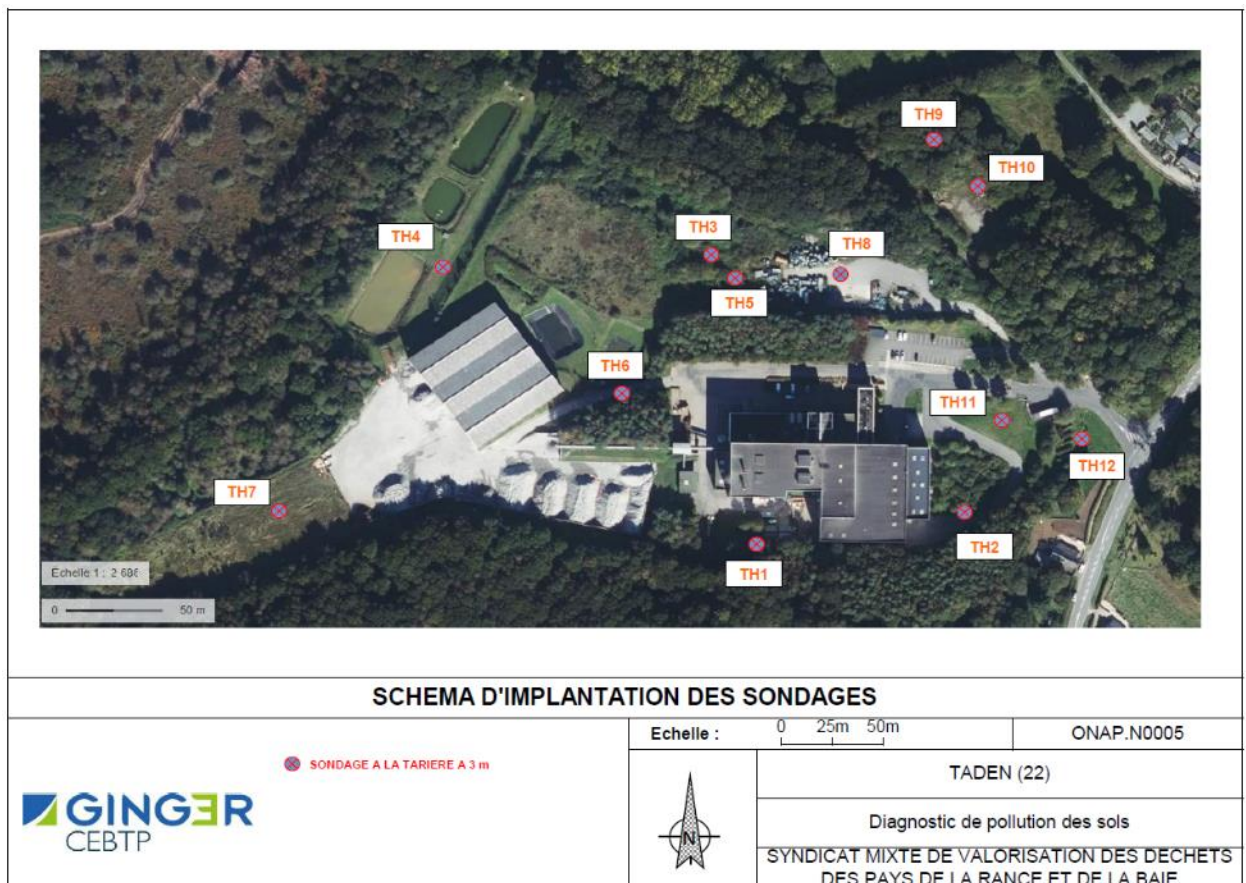 TH9
TH10
TH3
TH8
TH4
TH5
TH6
TH11
TH12
TH7
TH2
TH1
Echelle 1 : 2 686
0 50 m
SCHEMA D'IMPLANTATION DES SONDAGES
SONDAGE A LA TARIERE A 3 m
GINGER
CEBTP
Echelle : 0 25m 50m
ONAP.N0005
N
TADEN (22)
Diagnostic de pollution des sols
SYNDICAT MIXTE DE VALORISATION DES DECHETS
DES PAYS DE LA RANCE ET DE LA BAIE